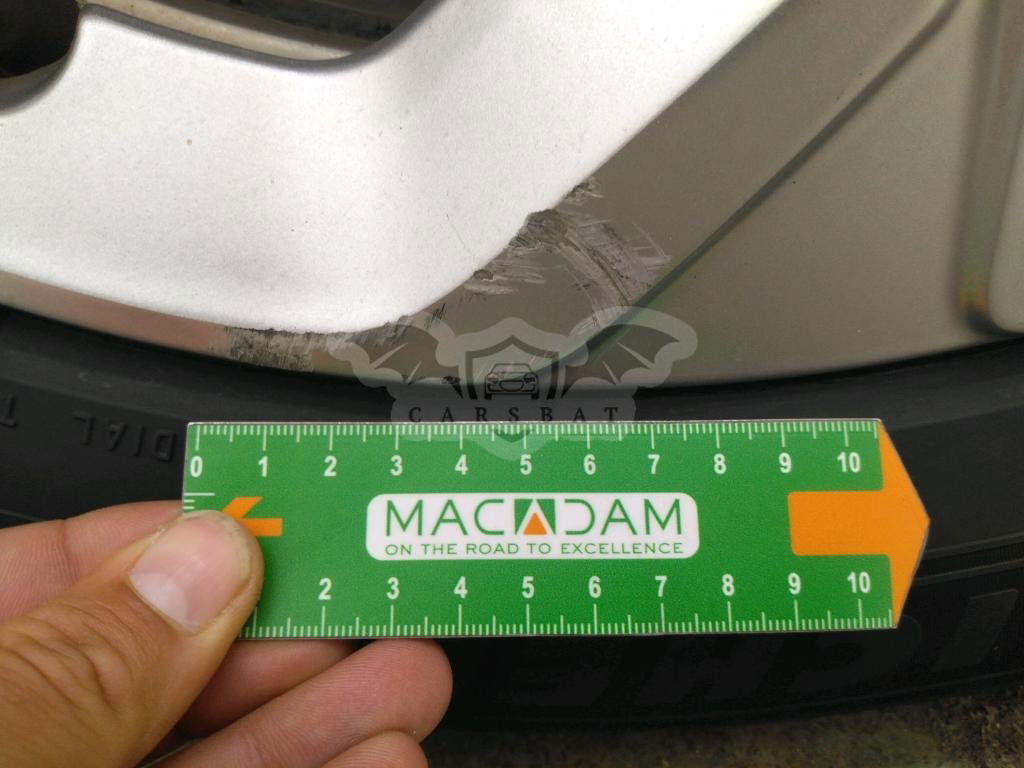 DIAL T
CARSBAT
0 1 2 3 4 5 6 7 8 9 10
MACADAM
ON THE ROAD TO EXCELLENCE
2 3 4 5 6 7 8 9 10